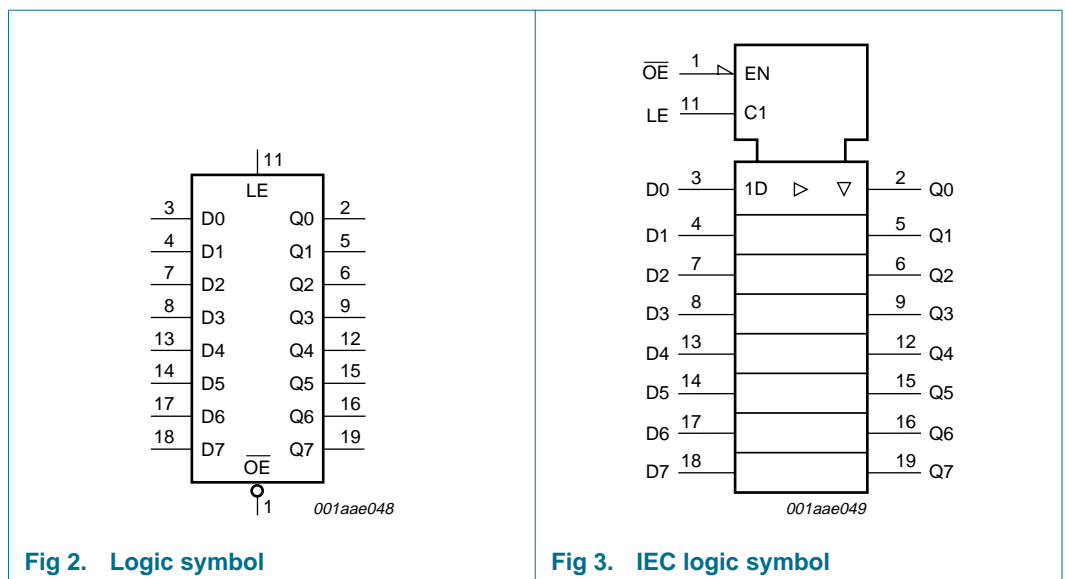 11
LE
3 D0 Q0 2
4 D1 Q1 5
7 D2 Q2 6
8 D3 Q3 9
13 D4 Q4 12
14 D5 Q5 15
17 D6 Q6 16
18 D7 Q7 19
O̅E̅
1 001aae048
Fig 2. Logic symbol
O̅E̅ 1 EN
LE 11 C1
D0 3 1D ▷ ▽ 2 Q0
D1 4 5 Q1
D2 7 6 Q2
D3 8 9 Q3
D4 13 12 Q4
D5 14 15 Q5
D6 17 16 Q6
D7 18 19 Q7
001aae049
Fig 3. IEC logic symbol